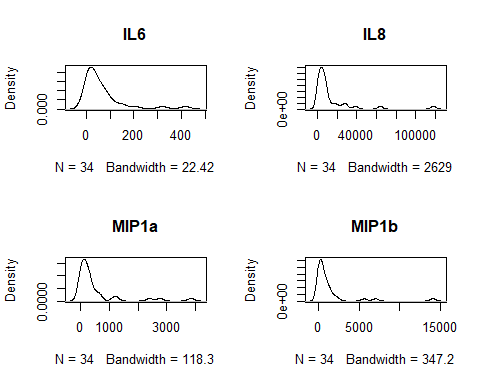 IL6
Density
0.000
0 200 400
N = 34 Bandwidth = 22.42
IL8
Density
0e+00
0 40000 100000
N = 34 Bandwidth = 2629
MIP1a
Density
0.0000
0 1000 3000
N = 34 Bandwidth = 118.3
MIP1b
Density
0e+00
0 5000 15000
N = 34 Bandwidth = 347.2